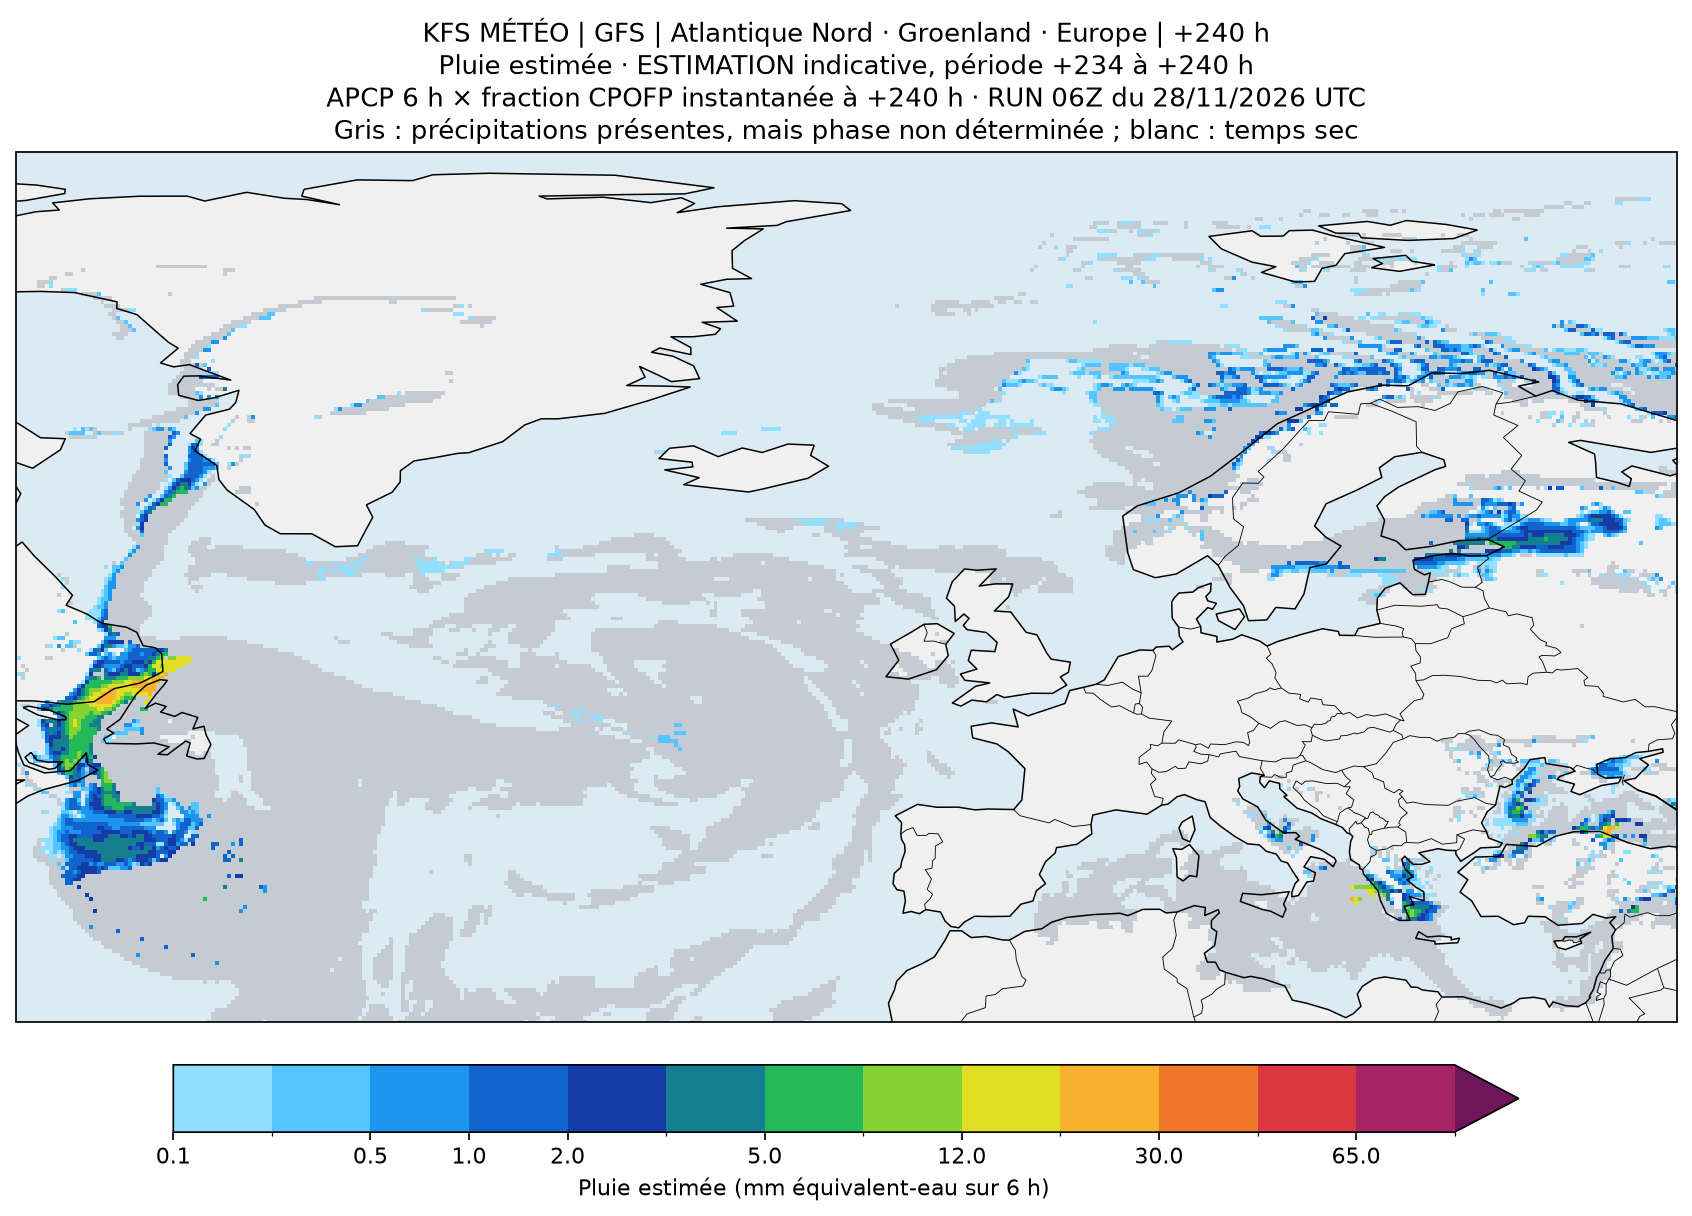 KFS MÉTÉO | GFS | Atlantique Nord · Groenland · Europe | +240 h
Pluie estimée · ESTIMATION indicative, période +234 à +240 h
APCP 6 h × fraction CPOFP instantanée à +240 h · RUN 06Z du 28/11/2026 UTC
Gris : précipitations présentes, mais phase non déterminée ; blanc : temps sec
0.1 0.5 1.0 2.0 5.0 12.0 30.0 65.0
Pluie estimée (mm équivalent-eau sur 6 h)